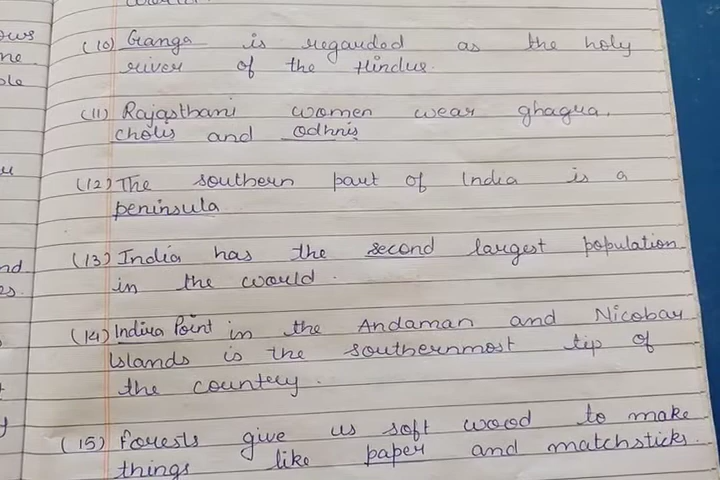 (10) Ganga is regarded as the holy
river of the Hindus.
(11) Rajasthani women wear ghagra,
cholis and odhnis
(12) The southern part of India is a
peninsula
(13) India has the second largest population
in the world.
(14) Indira Point in the Andaman and Nicobar
Islands is the southernmost tip of
the country.
(15) Forests give us soft wood to make
things like paper and matchsticks.